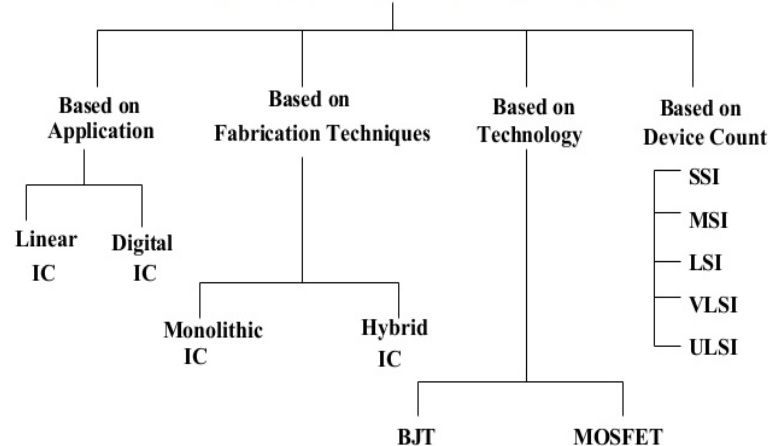 Based on
Application
Based on
Fabrication Techniques
Based on
Technology
Based on
Device Count
SSI
MSI
LSI
VLSI
ULSI
Linear
IC
Digital
IC
Monolithic
IC
Hybrid
IC
BJT
MOSFET